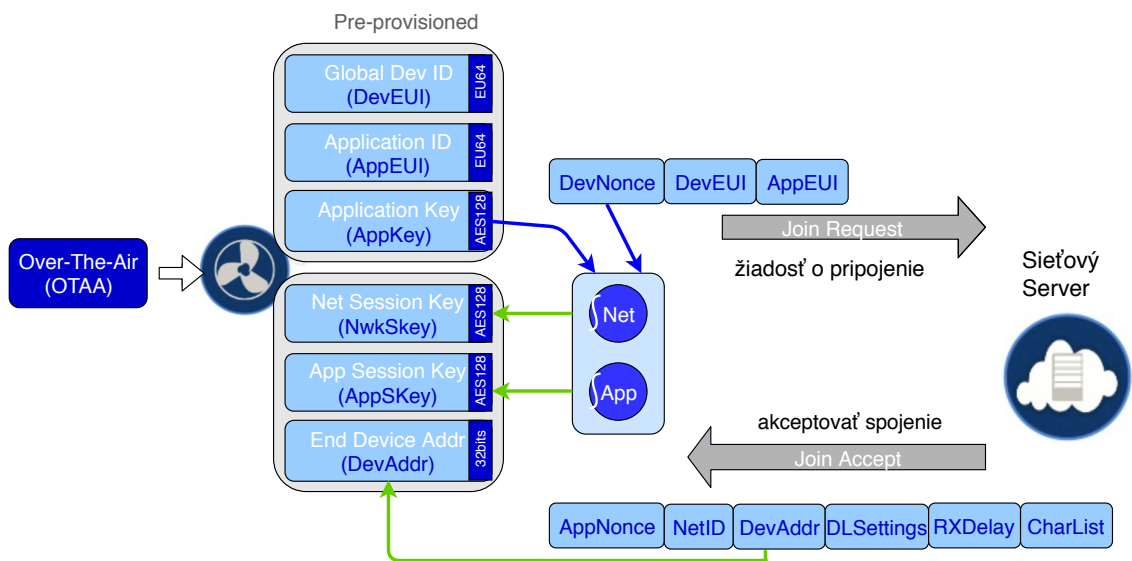 Pre-provisioned
Global Dev ID
(DevEUI)
EU64
Application ID
(AppEUI)
EU64
Application Key
(AppKey)
AES128
Over-The-Air
(OTAA)
Net Session Key
(NwkSkey)
AES128
App Session Key
(AppSKey)
AES128
End Device Addr
(DevAddr)
32bits
DevNonce DevEUI AppEUI
Join Request
žiadosť o pripojenie
∫Net
∫App
Sieťový
Server
akceptovať spojenie
Join Accept
AppNonce NetID DevAddr DLSettings RXDelay CharList